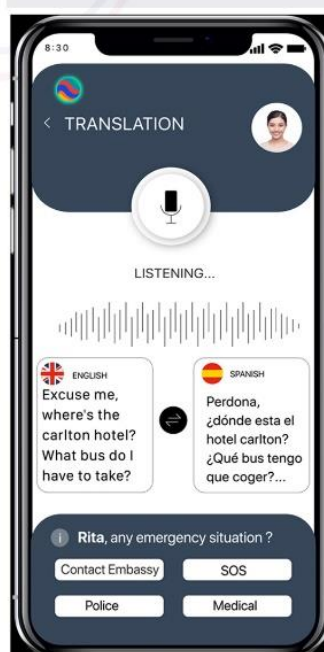 8:30
< TRANSLATION
LISTENING...
ENGLISH
Excuse me,
where's the
carlton hotel?
What bus do I
have to take?
SPANISH
Perdona,
¿dónde esta el
hotel carlton?
¿Qué bus tengo
que coger?...
i Rita, any emergency situation ?
Contact Embassy
SOS
Police
Medical